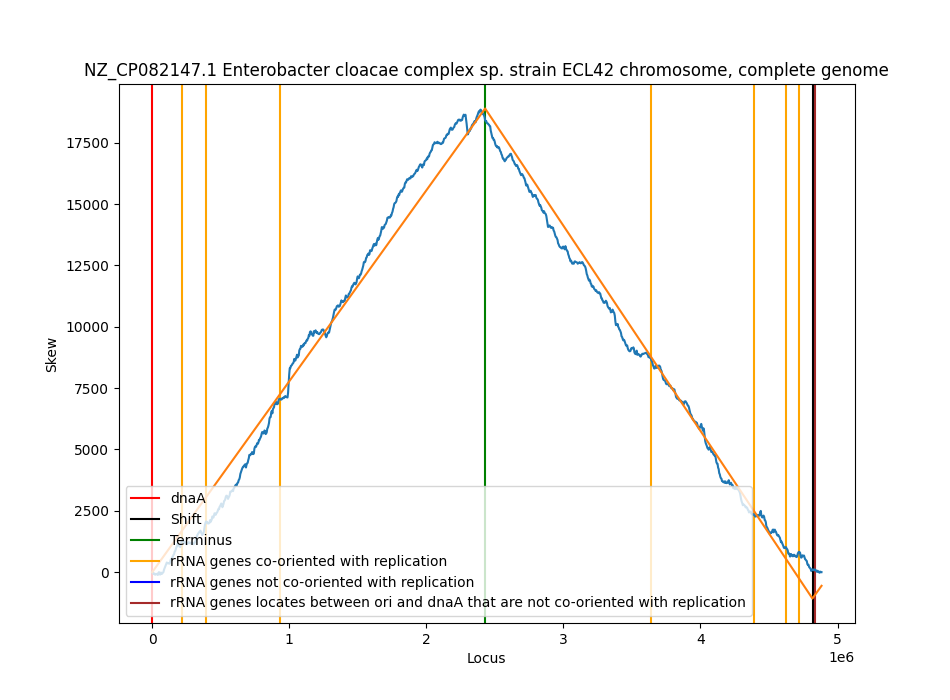 NZ_CP082147.1 Enterobacter cloacae complex sp. strain ECL42 chromosome, complete genome
17500
15000
12500
10000
7500
5000
2500
0
Skew
dnaA
Shift
Terminus
rRNA genes co-oriented with replication
rRNA genes not co-oriented with replication
rRNA genes locates between ori and dnaA that are not co-oriented with replication
0 1 2 3 4 5
1e6
Locus